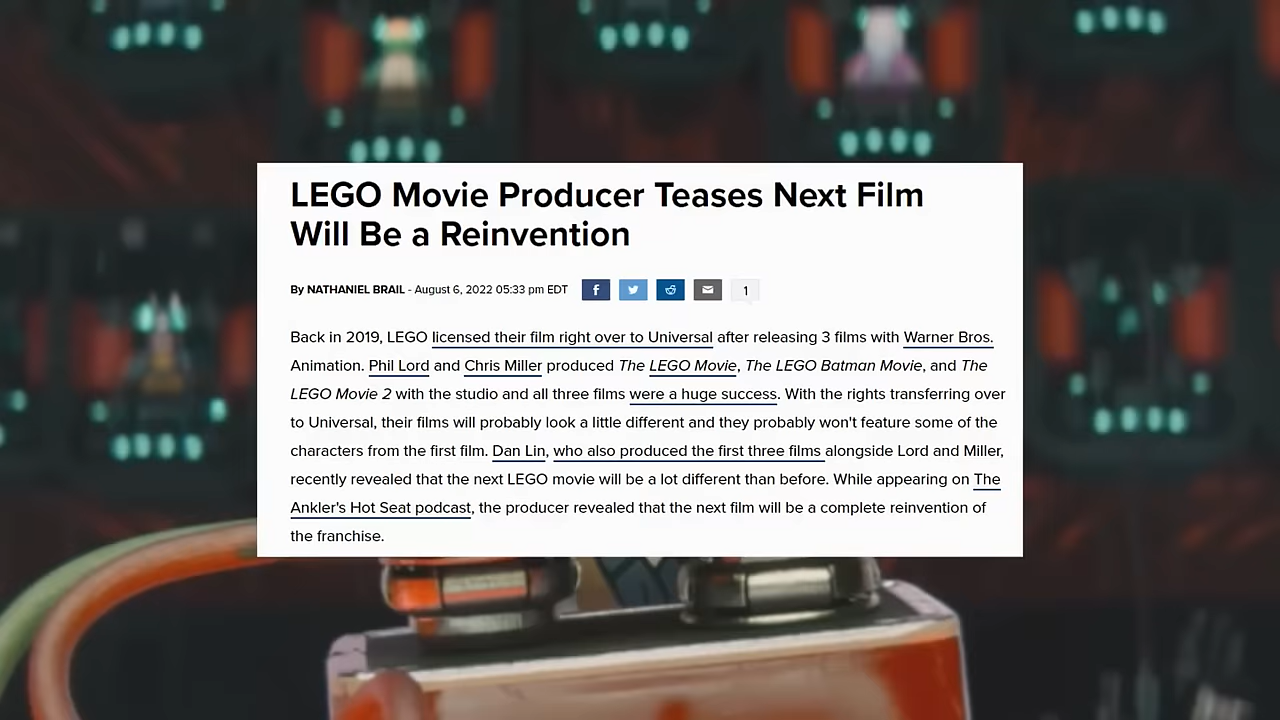 LEGO Movie Producer Teases Next Film
Will Be a Reinvention
By NATHANIEL BRAIL - August 6, 2022 05:33 pm EDT f 1
Back in 2019, LEGO licensed their film right over to Universal after releasing 3 films with Warner Bros.
Animation. Phil Lord and Chris Miller produced The LEGO Movie, The LEGO Batman Movie, and The
LEGO Movie 2 with the studio and all three films were a huge success. With the rights transferring over
to Universal, their films will probably look a little different and they probably won't feature some of the
characters from the first film. Dan Lin, who also produced the first three films alongside Lord and Miller,
recently revealed that the next LEGO movie will be a lot different than before. While appearing on The
Ankler's Hot Seat podcast, the producer revealed that the next film will be a complete reinvention of
the franchise.